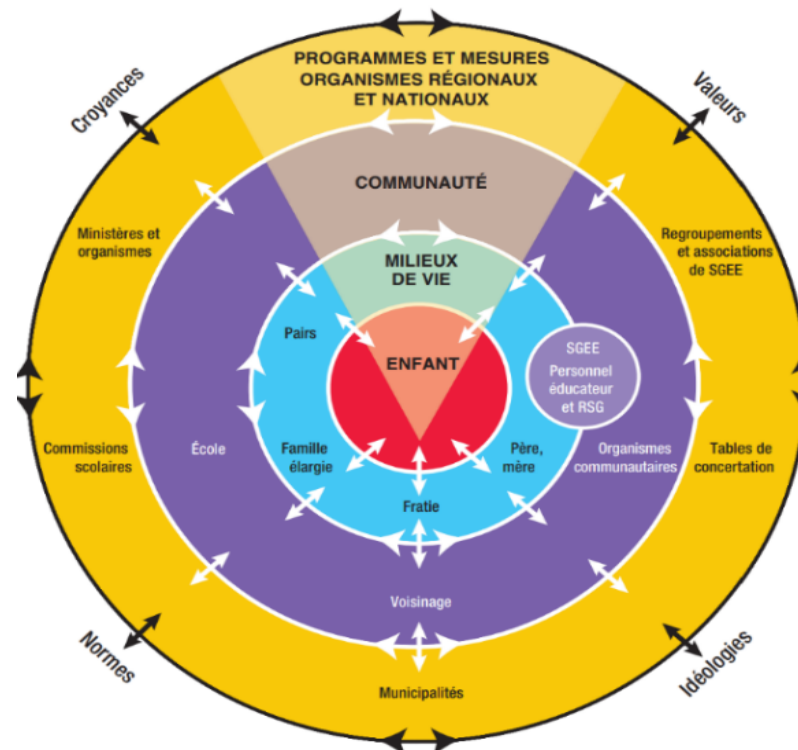 PROGRAMMES ET MESURES
ORGANISMES RÉGIONAUX
ET NATIONAUX
Croyances
Valeurs
COMMUNAUTÉ
Ministères et
organismes
Regroupements
et associations
de SGEE
MILIEUX
DE VIE
Pairs
ENFANT
SGEE
Personnel
éducateur
et RSG
Commissions
scolaires
École
Famille
élargie
Père,
mère
Organismes
communautaires
Tables de
concertation
Fratie
Voisinage
Normes
Idéologies
Municipalités